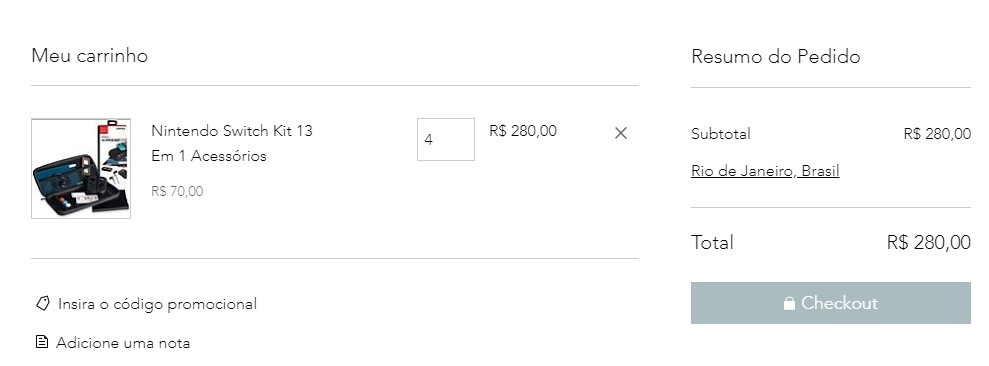 Meu carrinho
Nintendo Switch Kit 13
Em 1 Acessórios
R$ 70,00
4
R$ 280,00
Insira o código promocional
Adicione uma nota
Resumo do Pedido
Subtotal R$ 280,00
Rio de Janeiro, Brasil
Total R$ 280,00
Checkout